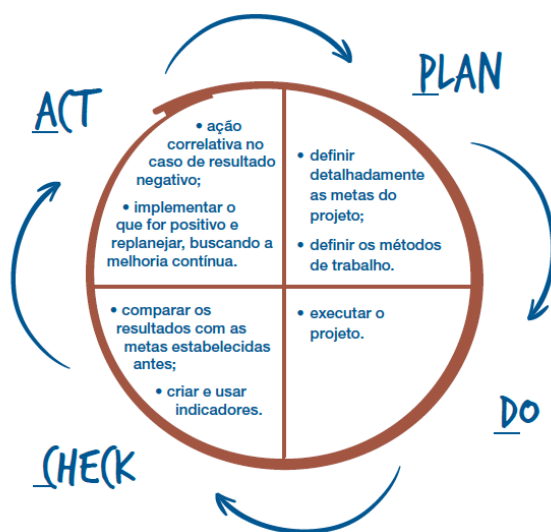 PLAN
• definir
detalhadamente
as metas do
projeto;
• definir os métodos
de trabalho.
DO
• executar o
projeto.
CHECK
• comparar os
resultados com as
metas estabelecidas
antes;
• criar e usar
indicadores.
ACT
• ação
correlativa no
caso de resultado
negativo;
• implementar o
que for positivo e
replanejar, buscando a
melhoria contínua.